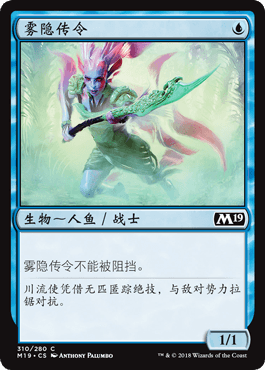 雾隐传令
生物～人鱼 / 战士
M19
雾隐传令不能被阻挡。
川流使凭借无匹匿踪绝技，与敌对势力拉
锯对抗。
1/1
310/280 C
M19 • CS Anthony Palumbo
™ & © 2018 Wizards of the Coast